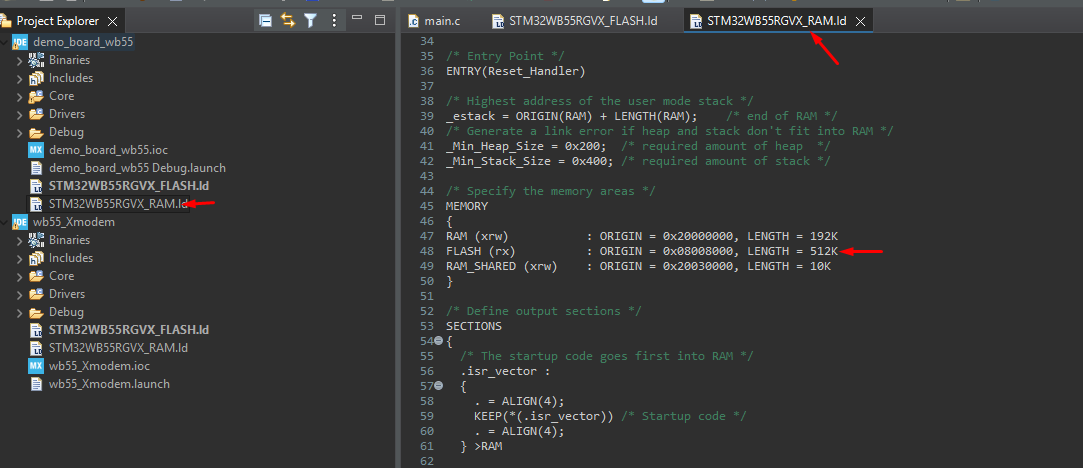 Project Explorer
demo_board_wb55
Binaries
Includes
Core
Drivers
Debug
demo_board_wb55.ioc
demo_board_wb55 Debug.launch
STM32WB55RGVX_FLASH.ld
STM32WB55RGVX_RAM.ld
wb55_Xmodem
Binaries
Includes
Core
Drivers
Debug
STM32WB55RGVX_FLASH.ld
STM32WB55RGVX_RAM.ld
wb55_Xmodem.ioc
wb55_Xmodem.launch
main.c STM32WB55RGVX_FLASH.ld STM32WB55RGVX_RAM.ld
34
35 /* Entry Point */
36 ENTRY(Reset_Handler)
37
38 /* Highest address of the user mode stack */
39 _estack = ORIGIN(RAM) + LENGTH(RAM); /* end of RAM */
40 /* Generate a link error if heap and stack don't fit into RAM */
41 _Min_Heap_Size = 0x200; /* required amount of heap */
42 _Min_Stack_Size = 0x400; /* required amount of stack */
43
44 /* Specify the memory areas */
45 MEMORY
46 {
47 RAM (xrw) : ORIGIN = 0x20000000, LENGTH = 192K
48 FLASH (rx) : ORIGIN = 0x08008000, LENGTH = 512K
49 RAM_SHARED (xrw) : ORIGIN = 0x20030000, LENGTH = 10K
50 }
51
52 /* Define output sections */
53 SECTIONS
54 {
55 /* The startup code goes first into RAM */
56 .isr_vector :
57 {
58 . = ALIGN(4);
59 KEEP(*(.isr_vector)) /* Startup code */
60 . = ALIGN(4);
61 } >RAM
62